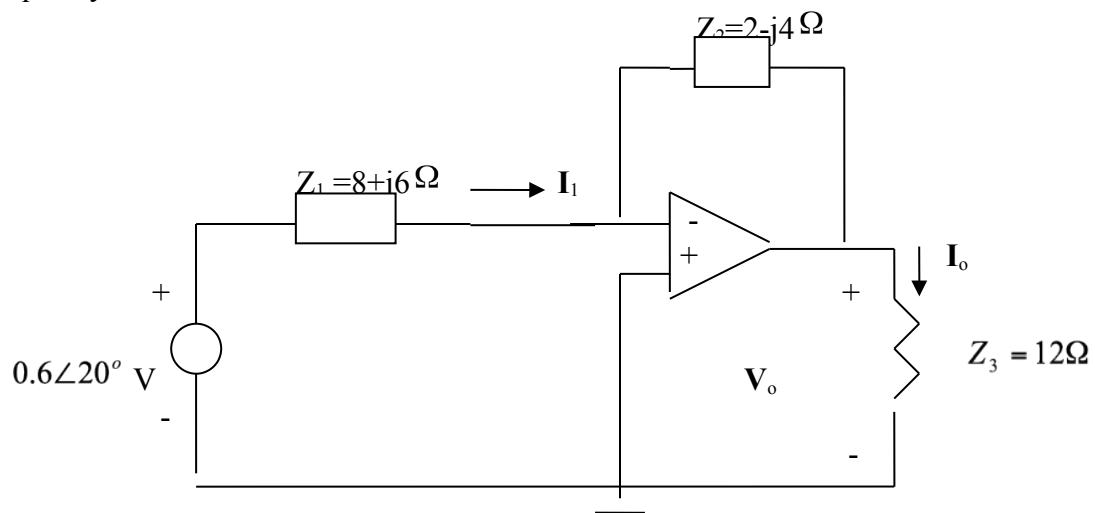 Z₂=2-j4 Ω
Z₁ =8+j6 Ω
I₁
-
+
Iₒ
+
+
0.6∠20° V
Vₒ
Z₃ = 12Ω
-
-